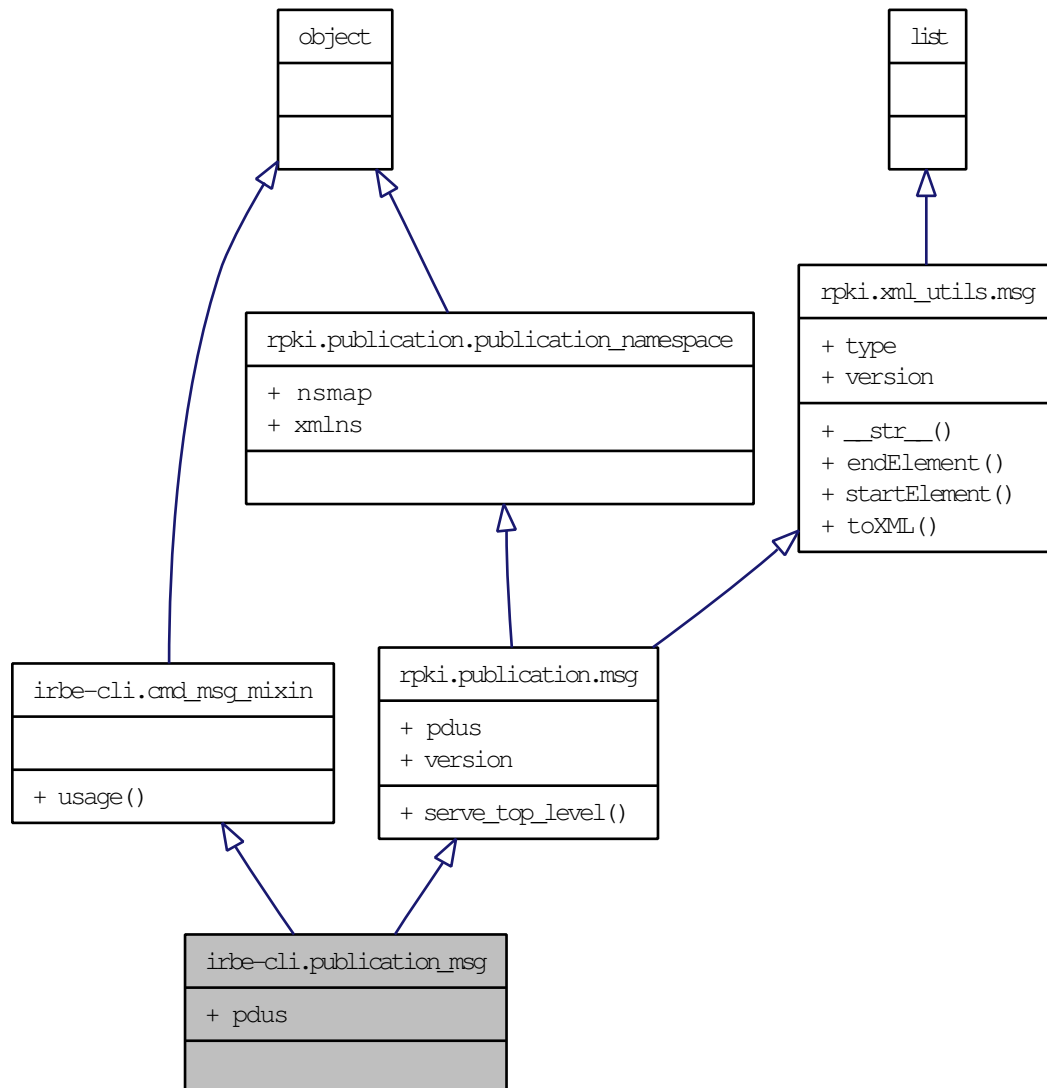 object
list
rpki.xml_utils.msg
+ type
+ version
+ __str__()
+ endElement()
+ startElement()
+ toXML()
rpki.publication.publication_namespace
+ nsmap
+ xmlns
irbe-cli.cmd_msg_mixin
+ usage()
rpki.publication.msg
+ pdus
+ version
+ serve_top_level()
irbe-cli.publication_msg
+ pdus